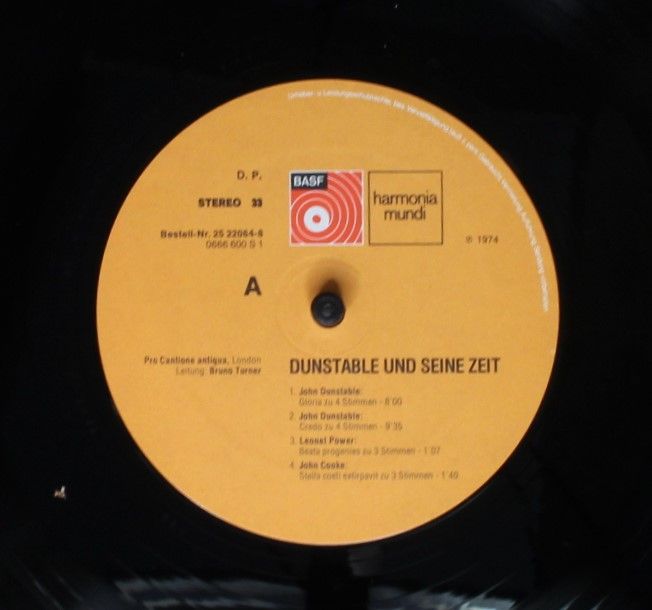 Urheber- u. Leistungsschutzrechte
D. P.
STEREO 33
Bestell-Nr. 25 22064-8
0666 600 S 1
A
BASF
harmonia
mundi
℗ 1974
Pro Cantione antiqua, London
Leitung: Bruno Turner
DUNSTABLE UND SEINE ZEIT
1. John Dunstable:
Gloria zu 4 Stimmen - 6'00
2. John Dunstable:
Credo zu 4 Stimmen - 9'35
3. Leonel Power:
Beata progenies zu 3 Stimmen - 1'07
4. John Cooke:
Stella coeli extirpavit zu 3 Stimmen - 1'40